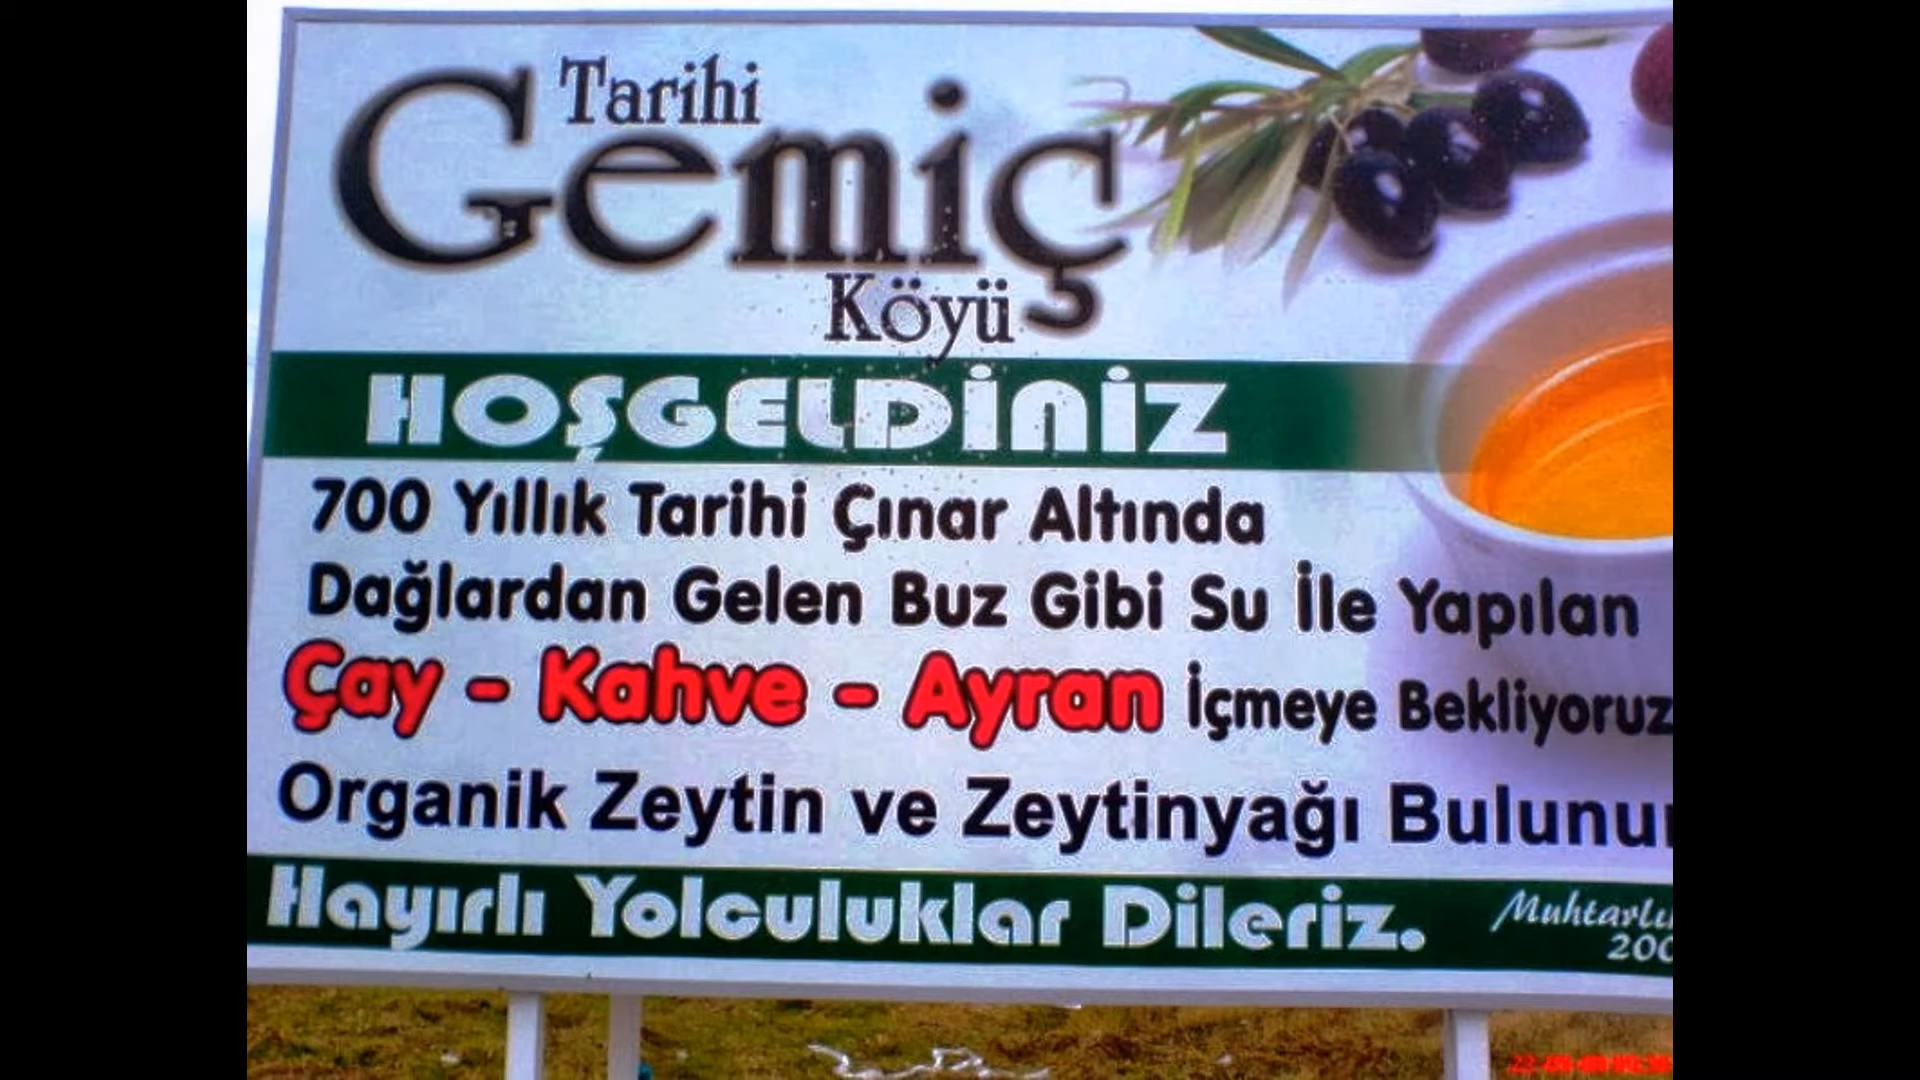 Tarihi
Gemiç
Köyü
HOŞGELDİNİZ
700 Yıllık Tarihi Çınar Altında
Dağlardan Gelen Buz Gibi Su İle Yapılan
Çay - Kahve - Ayran İçmeye Bekliyoruz
Organik Zeytin ve Zeytinyağı
Hayırlı Yolculuklar Dileriz.